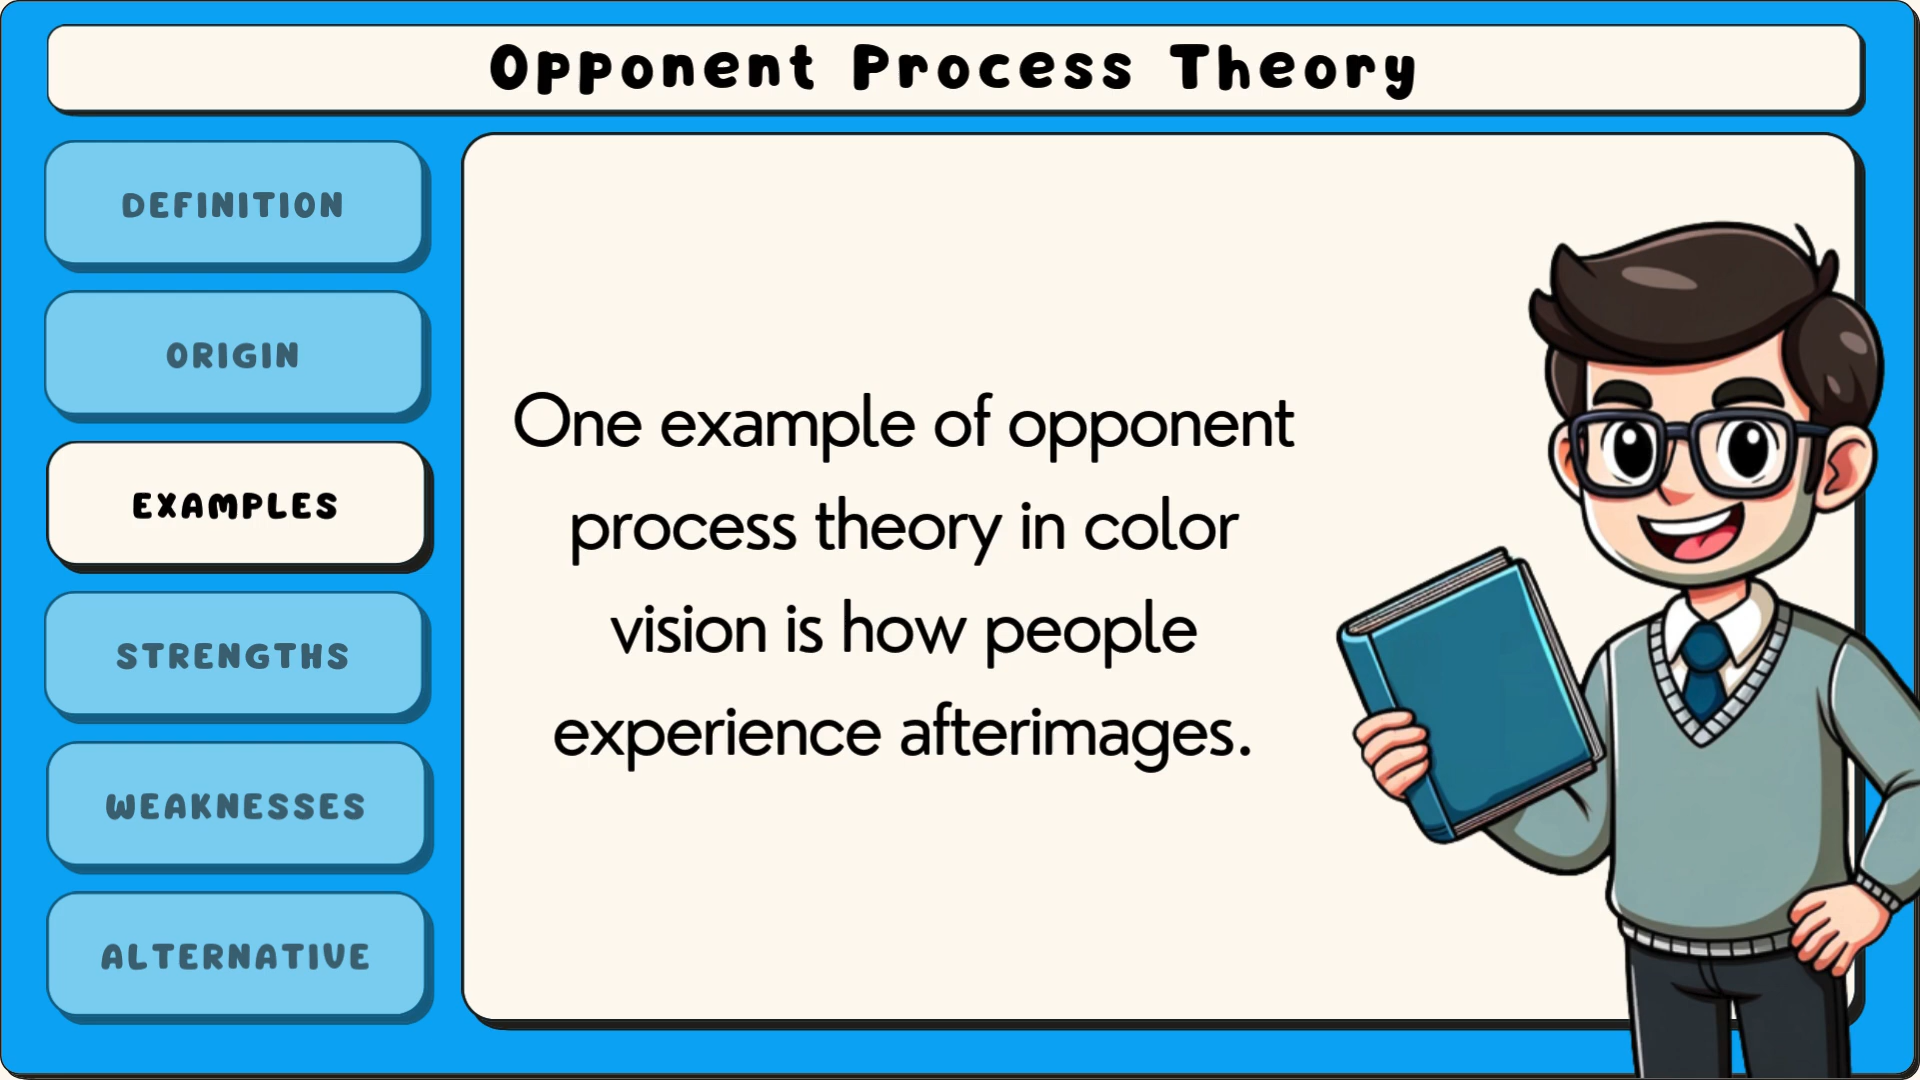 Opponent Process Theory
DEFINITION
ORIGIN
EXAMPLES
STRENGTHS
WEAKNESSES
ALTERNATIVE
One example of opponent
process theory in color
vision is how people
experience afterimages.